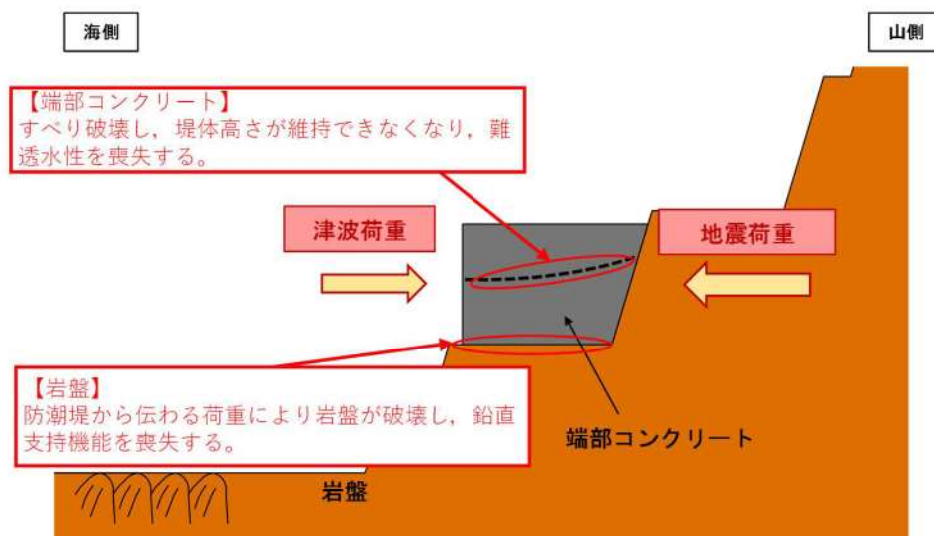 海側
山側
【端部コンクリート】
すべり破壊し，堤体高さが維持できなくなり，難
透水性を喪失する。
津波荷重
地震荷重
【岩盤】
防潮堤から伝わる荷重により岩盤が破壊し，鉛直
支持機能を喪失する。
端部コンクリート
岩盤